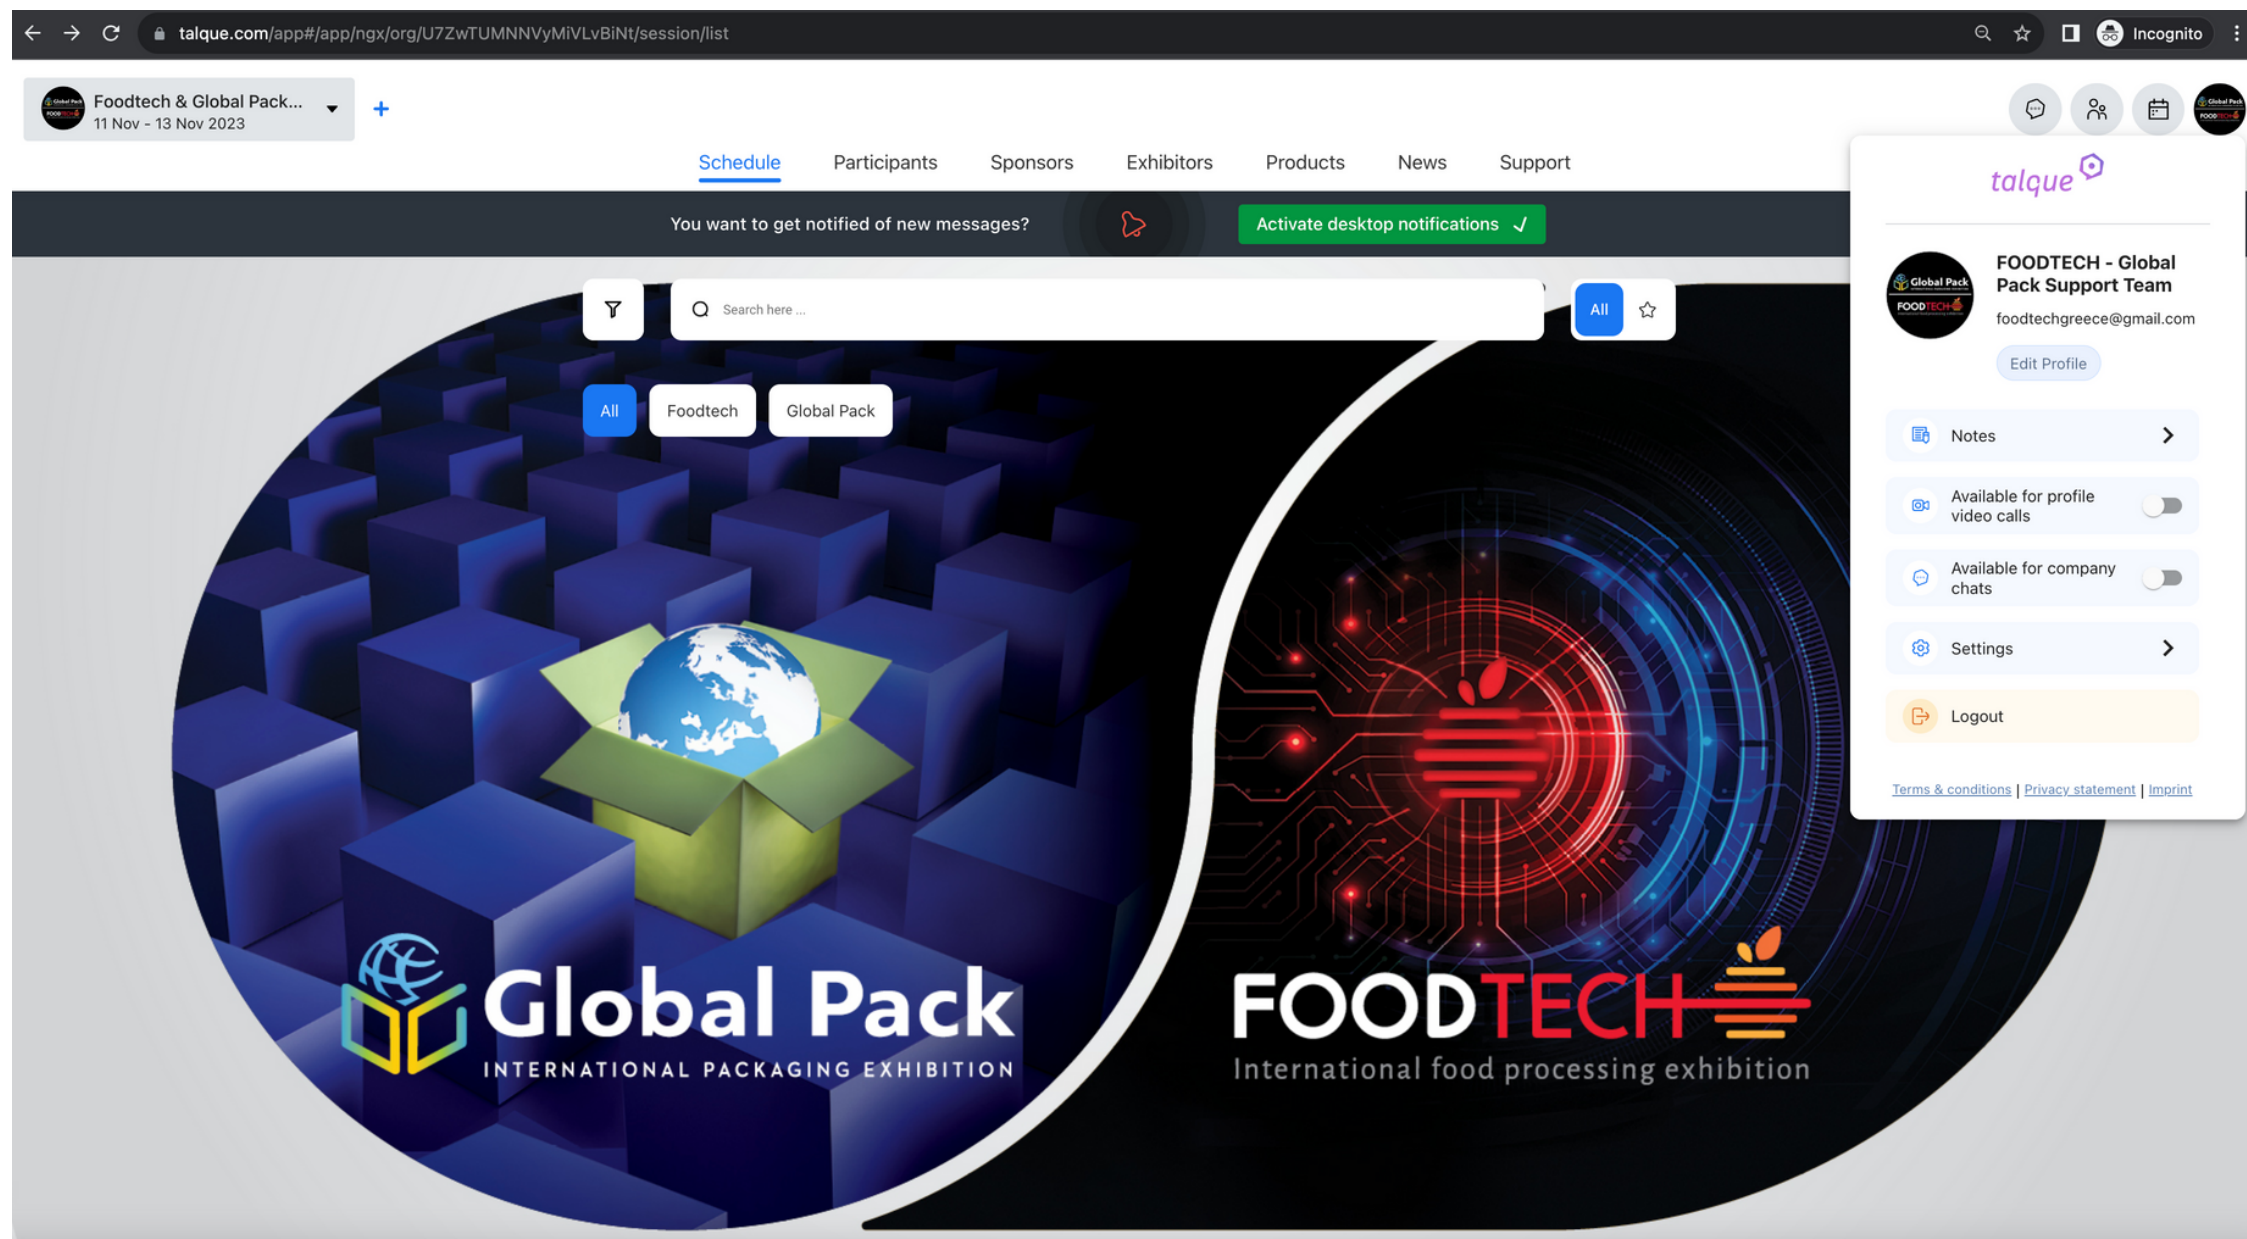 talque.com/app#/app/ngx/org/U7ZwTUMNNVyMiVLvBiNt/session/list
Incognito
Foodtech & Global Pack...
11 Nov - 13 Nov 2023
Schedule Participants Sponsors Exhibitors Products News Support
You want to get notified of new messages?
Activate desktop notifications
Search here ...
All
All Foodtech Global Pack
talque
Global Pack
FOODTECH
FOODTECH - Global
Pack Support Team
foodtechgreece@gmail.com
Edit Profile
Notes
Available for profile
video calls
Available for company
chats
Settings
Logout
Terms & conditions | Privacy statement | Imprint
Global Pack
INTERNATIONAL PACKAGING EXHIBITION
FOODTECH
International food processing exhibition